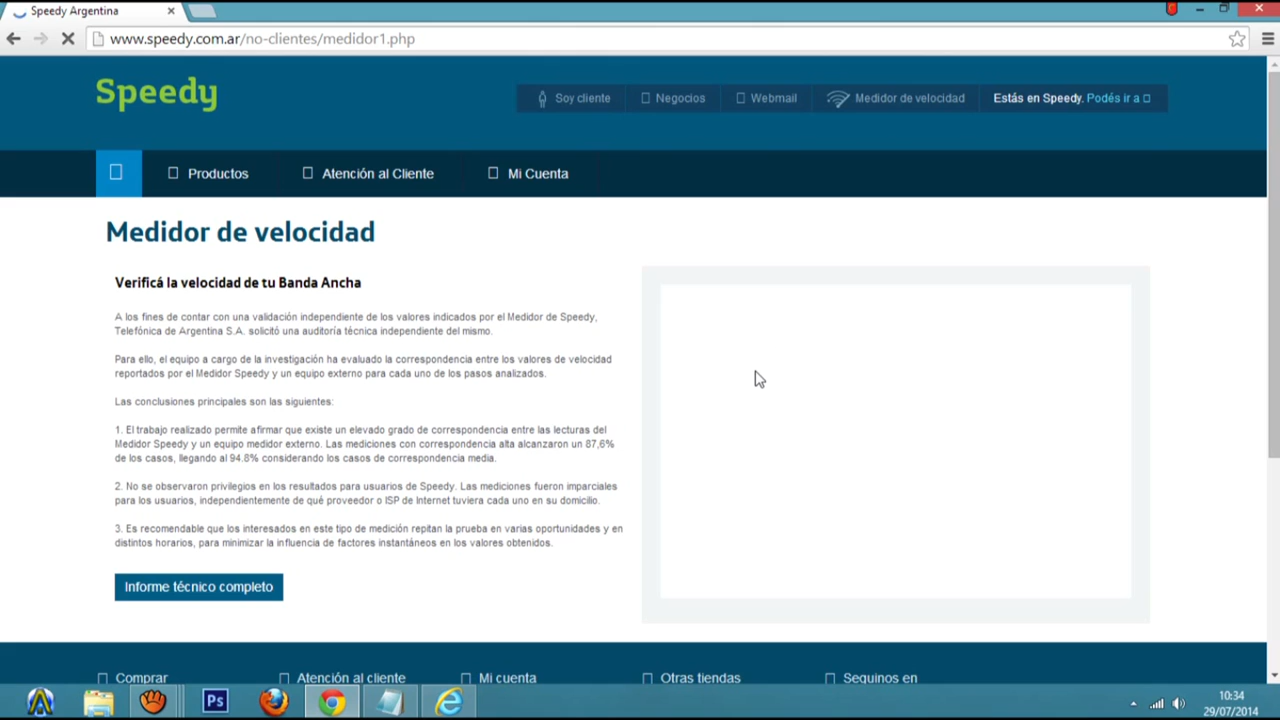 Speedy Argentina
www.speedy.com.ar/no-clientes/medidor1.php
Speedy
Soy cliente
Negocios
Webmail
Medidor de velocidad
Estás en Speedy. Podés ir a
Productos
Atención al Cliente
Mi Cuenta
Medidor de velocidad
Verificá la velocidad de tu Banda Ancha
A los fines de contar con una validación independiente de los valores indicados por el Medidor de Speedy,
Telefónica de Argentina S.A. solicitó una auditoría técnica independiente del mismo.
Para ello, el equipo a cargo de la investigación ha evaluado la correspondencia entre los valores de velocidad
reportados por el Medidor Speedy y un equipo externo para cada uno de los pasos analizados.
Las conclusiones principales son las siguientes:
1. El trabajo realizado permite afirmar que existe un elevado grado de correspondencia entre las lecturas del
Medidor Speedy y un equipo medidor externo. Las mediciones con correspondencia alta alcanzaron un 87,6%
de los casos, llegando al 94.8% considerando los casos de correspondencia media.
2. No se observaron privilegios en los resultados para usuarios de Speedy. Las mediciones fueron imparciales
para los usuarios, independientemente de qué proveedor o ISP de Internet tuviera cada uno en su domicilio.
3. Es recomendable que los interesados en este tipo de medición repitan la prueba en varias oportunidades y en
distintos horarios, para minimizar la influencia de factores instantáneos en los valores obtenidos.
Informe técnico completo
Comprar
Atención al cliente
Mi cuenta
Otras tiendas
Seguinos en
Ps
10:34
29/07/2014